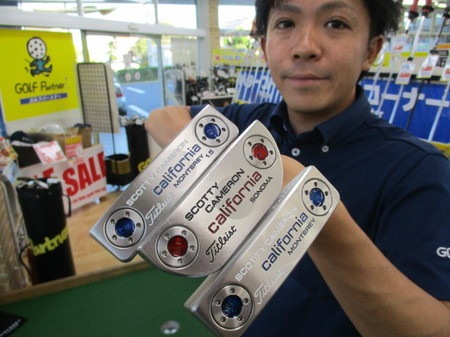 GOLF Partner
SALE
SCOTTY CAMERON
california
MONTEREY 1.5
Titleist
SCOTTY
CAMERON
california
SONOMA
Titleist
SCOTTY CAMERON
california
MONTEREY
Titleist
GO